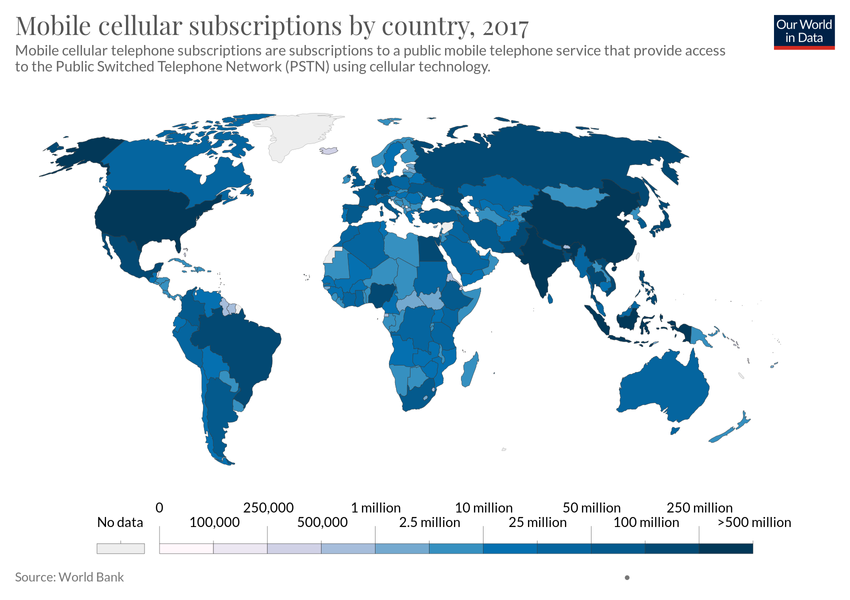 Mobile cellular subscriptions by country, 2017
Our World
in Data
Mobile cellular telephone subscriptions are subscriptions to a public mobile telephone service that provide access
to the Public Switched Telephone Network (PSTN) using cellular technology.
0 250,000 1 million 10 million 50 million 250 million
No data 100,000 500,000 2.5 million 25 million 100 million >500 million
Source: World Bank